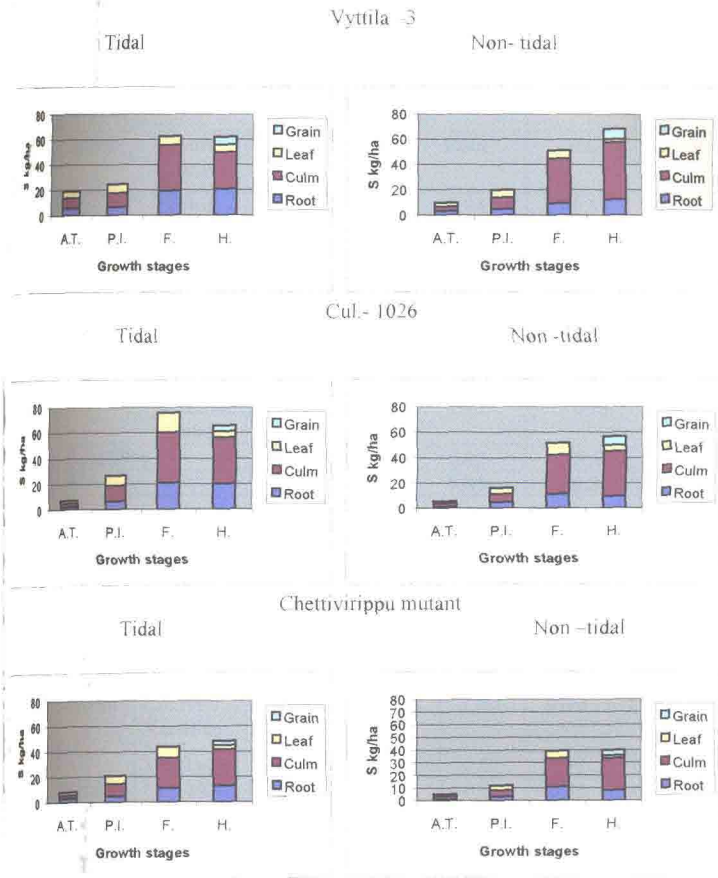 Vyttila -3
Tidal Non- tidal
80
60
40
20
0
S kg/ha
A.T. P.I. F. H.
Growth stages
Grain
Leaf
Culm
Root
80
60
40
20
0
S kg/ha
A.T. P.I. F. H.
Growth stages
Grain
Leaf
Culm
Root
Cul.- 1026
Tidal Non -tidal
80
60
40
20
0
S kg/ha
A.T. P.I. F. H.
Growth stages
Grain
Leaf
Culm
Root
80
60
40
20
0
S kg/ha
A.T. P.I. F. H.
Growth stages
Grain
Leaf
Culm
Root
Chettivirippu mutant
Tidal Non –tidal
80
60
40
20
0
S kg/ha
A.T. P.I. F. H.
Growth stages
Grain
Leaf
Culm
Root
80
70
60
50
40
30
20
10
0
S kg/ha
A.T. P.I. F. H.
Growth stages
Grain
Leaf
Culm
Root